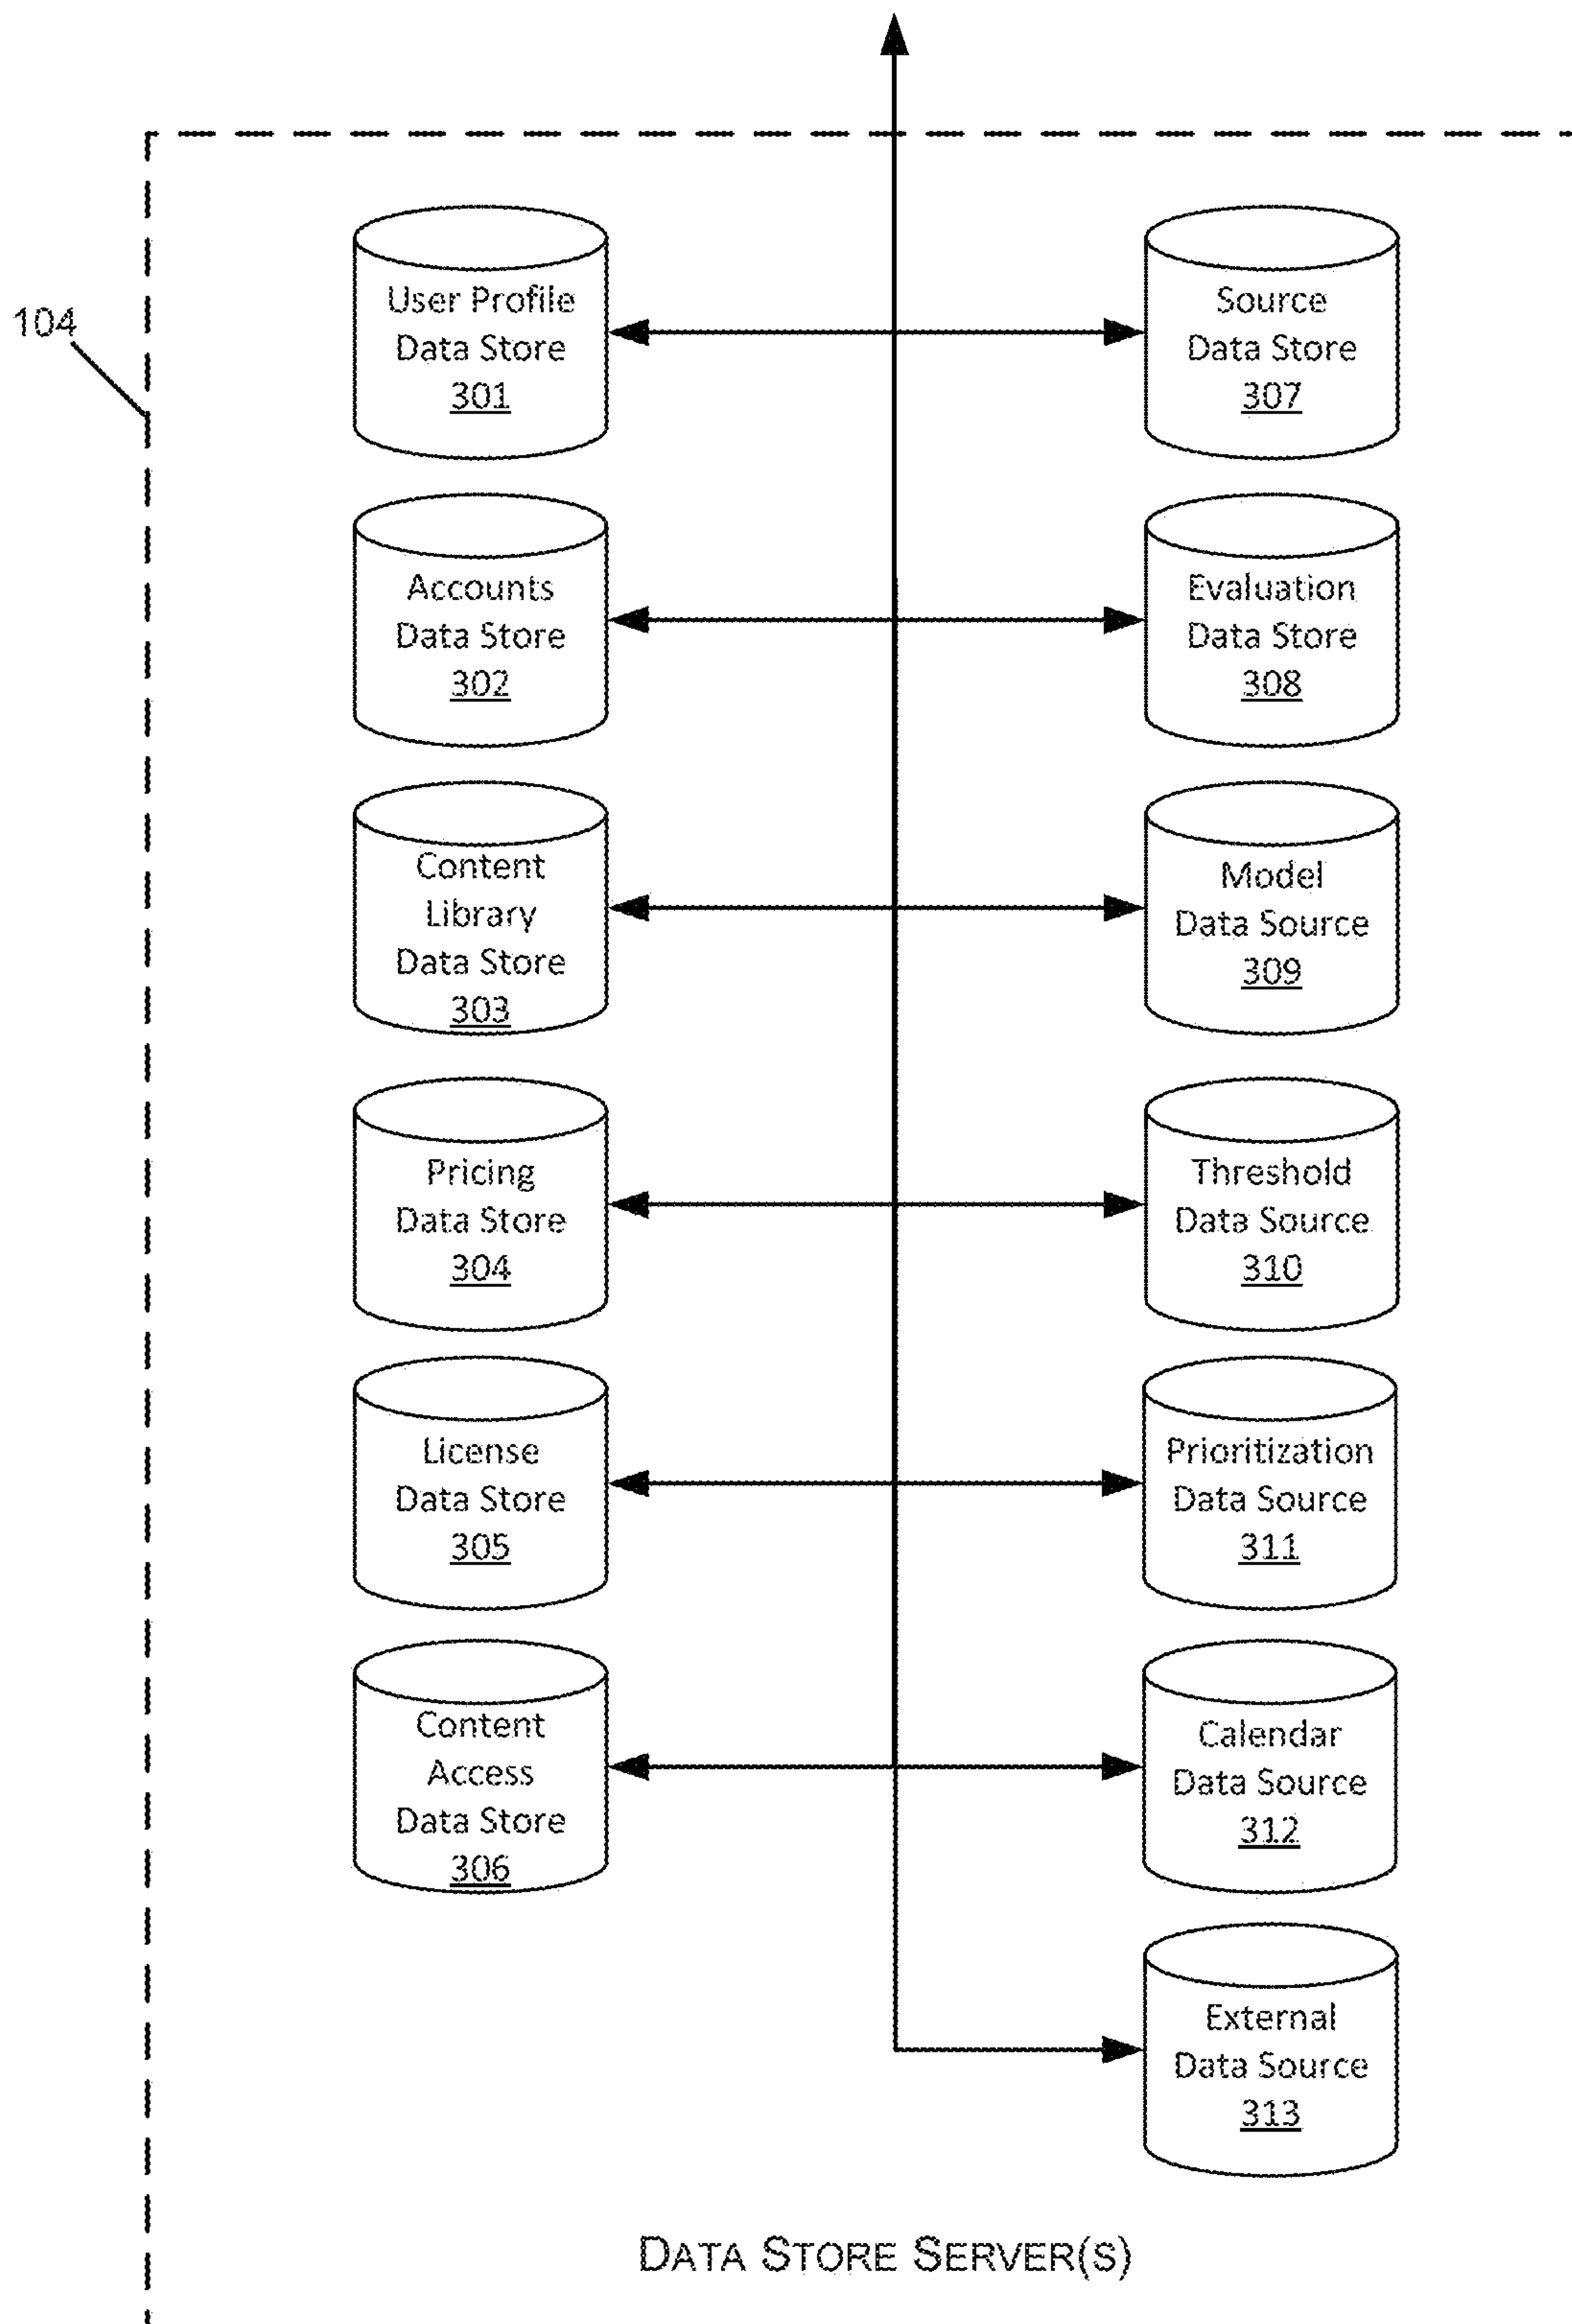 104
User Profile
Data Store
301
Source
Data Store
307
Accounts
Data Store
302
Evaluation
Data Store
308
Content
Library
Data Store
303
Model
Data Source
309
Pricing
Data Store
304
Threshold
Data Source
310
License
Data Store
305
Prioritization
Data Source
311
Content
Access
Data Store
306
Calendar
Data Source
312
External
Data Source
313
DATA STORE SERVER(S)